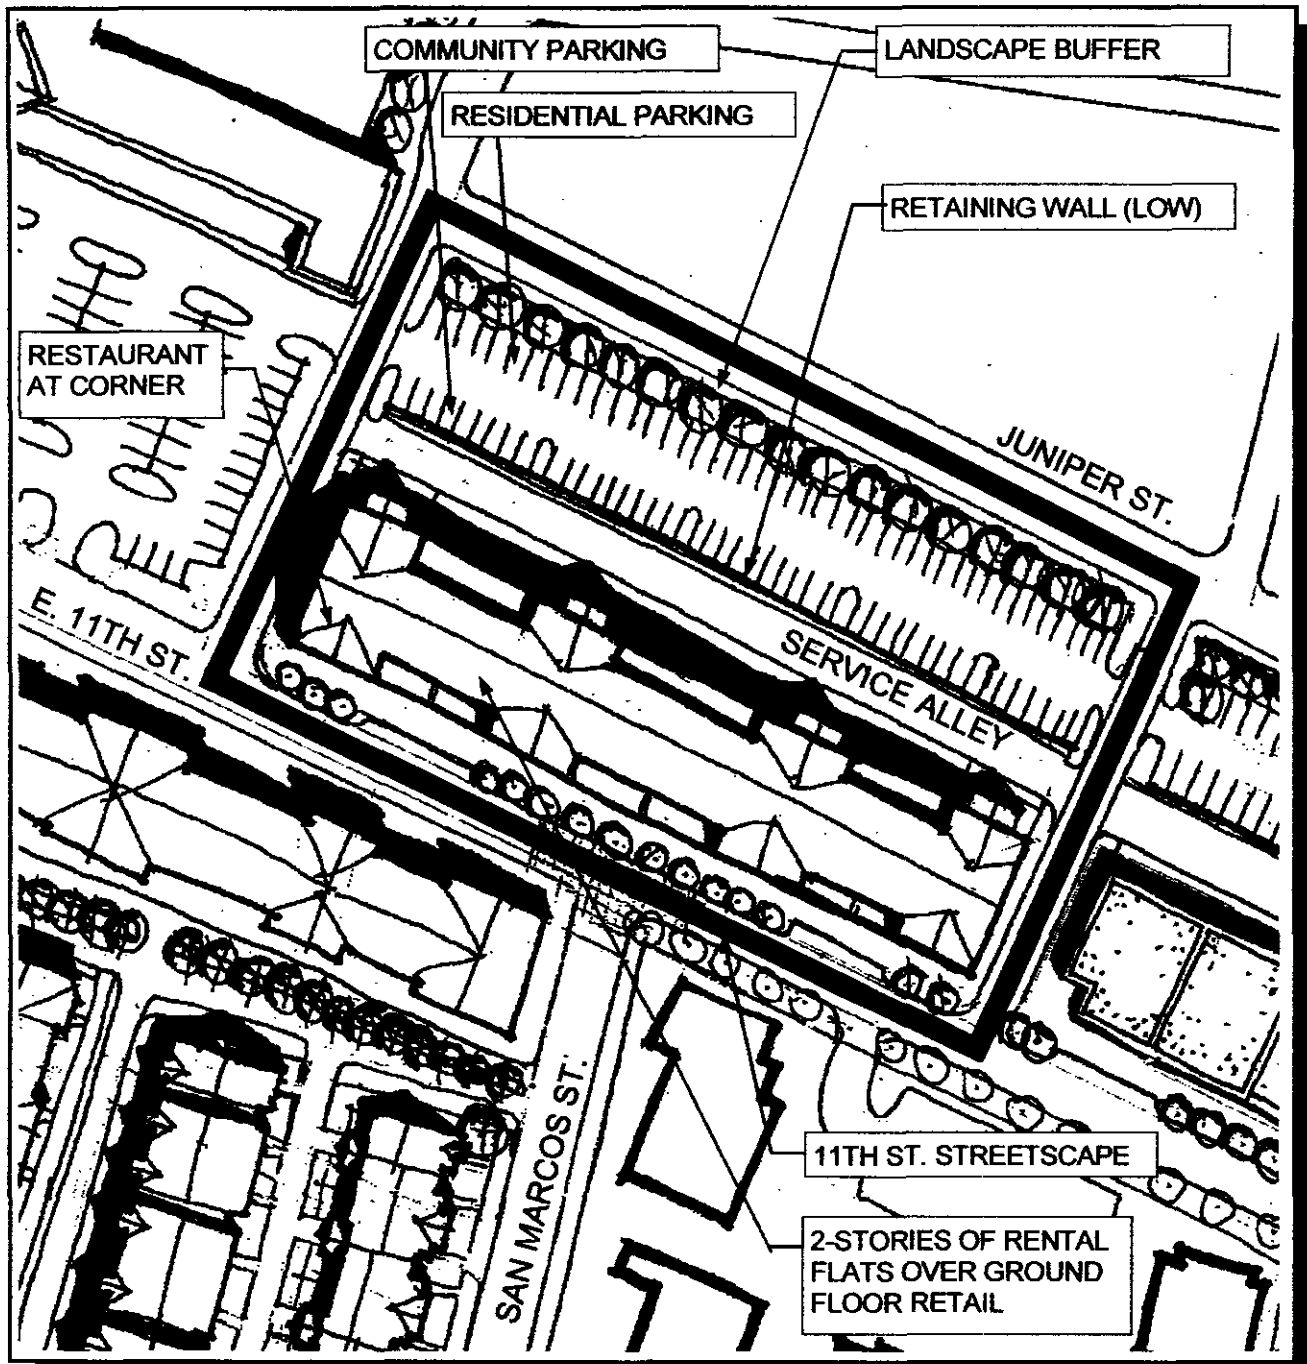 COMMUNITY PARKING
LANDSCAPE BUFFER
RESIDENTIAL PARKING
RETAINING WALL (LOW)
RESTAURANT
AT CORNER
JUNIPER ST.
E. 11TH ST.
SERVICE ALLEY
SAN MARCOS ST.
11TH ST. STREETSCAPE
2-STORIES OF RENTAL
FLATS OVER GROUND
FLOOR RETAIL